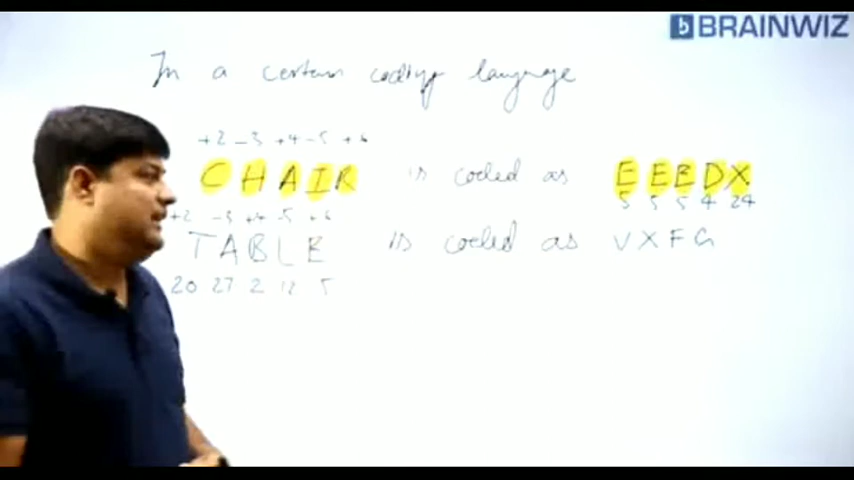 BRAINWIZ
In a certain coding language
+2 -3 +4 -5 +6
CHAIR is coded as EEEDX
5 5 5 4 24
+2 -3 +4 -5 +6
TABLE is coded as VXFG
20 27 2 12 5